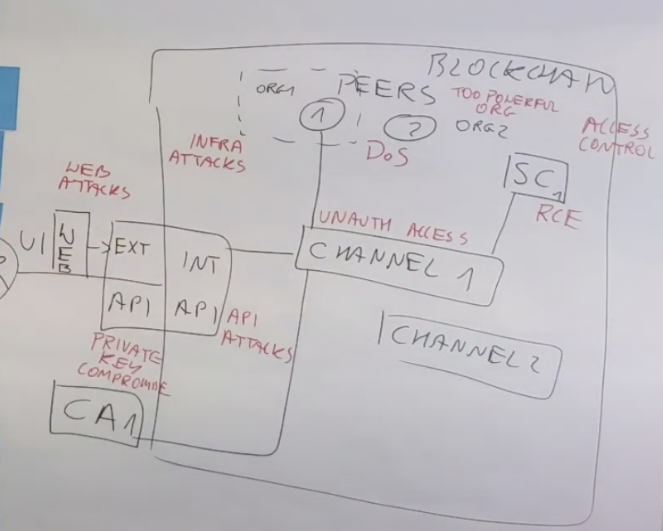 BLOCKCHAIN
PEERS
ORG1
1
2
ORG2
TOO POWERFUL
ORG
DOS
ACCESS
CONTROL
INFRA
ATTACKS
SC1
RCE
WEB
ATTACKS
UNAUTH ACCESS
CHANNEL 1
UI
WEB
EXT
API
INT
API
API
ATTACKS
CHANNEL 2
PRIVATE
KEY
COMPROMISE
CA1